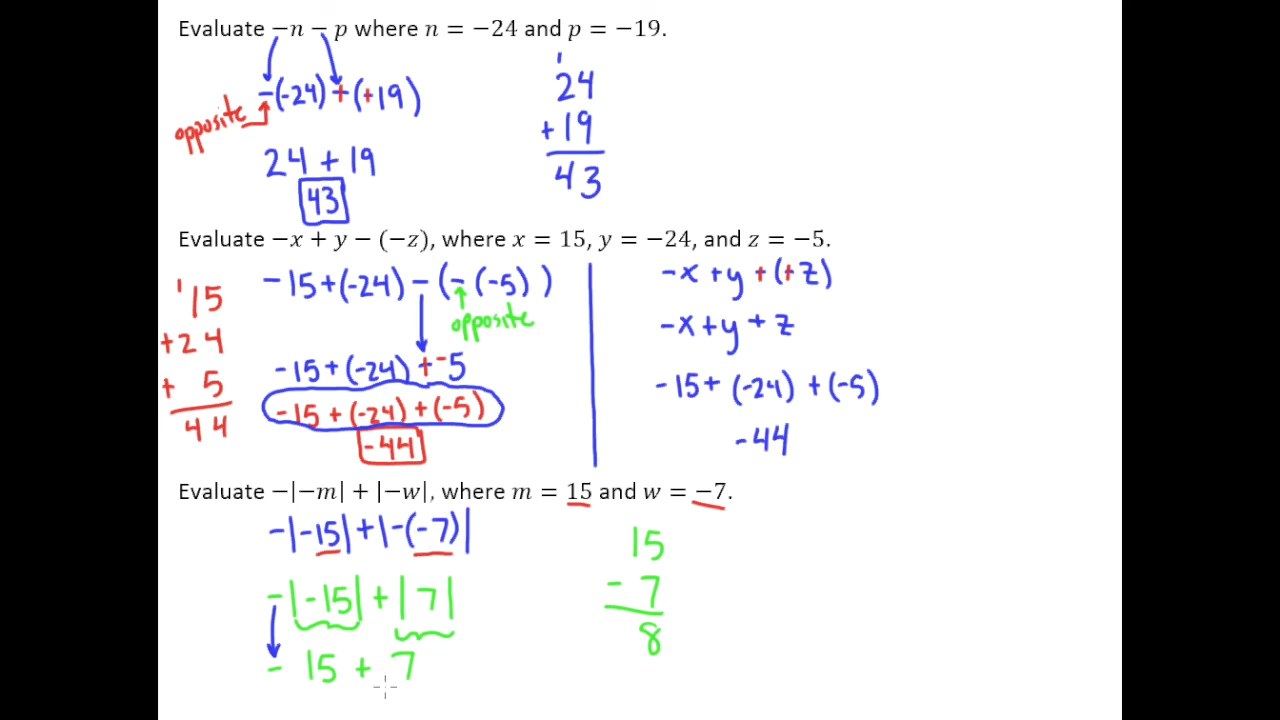 Evaluate −n − p where n = −24 and p = −19.
-(-24) + (+19)
opposite
24 + 19
43
1
24
+ 19
43
Evaluate −x + y − (−z), where x = 15, y = −24, and z = −5.
-15+(-24) - (-(-5))
opposite
-15+(-24) + -5
-15 + (-24) + (-5)
-44
1
15
+24
+ 5
44
-x +y +(+z)
-x+y + z
-15+ (-24) + (-5)
-44
Evaluate −|−m| + |−w|, where m = 15 and w = −7.
-|-15|+|-(-7)|
-|-15| + |7|
- 15 + 7
15
- 7
8